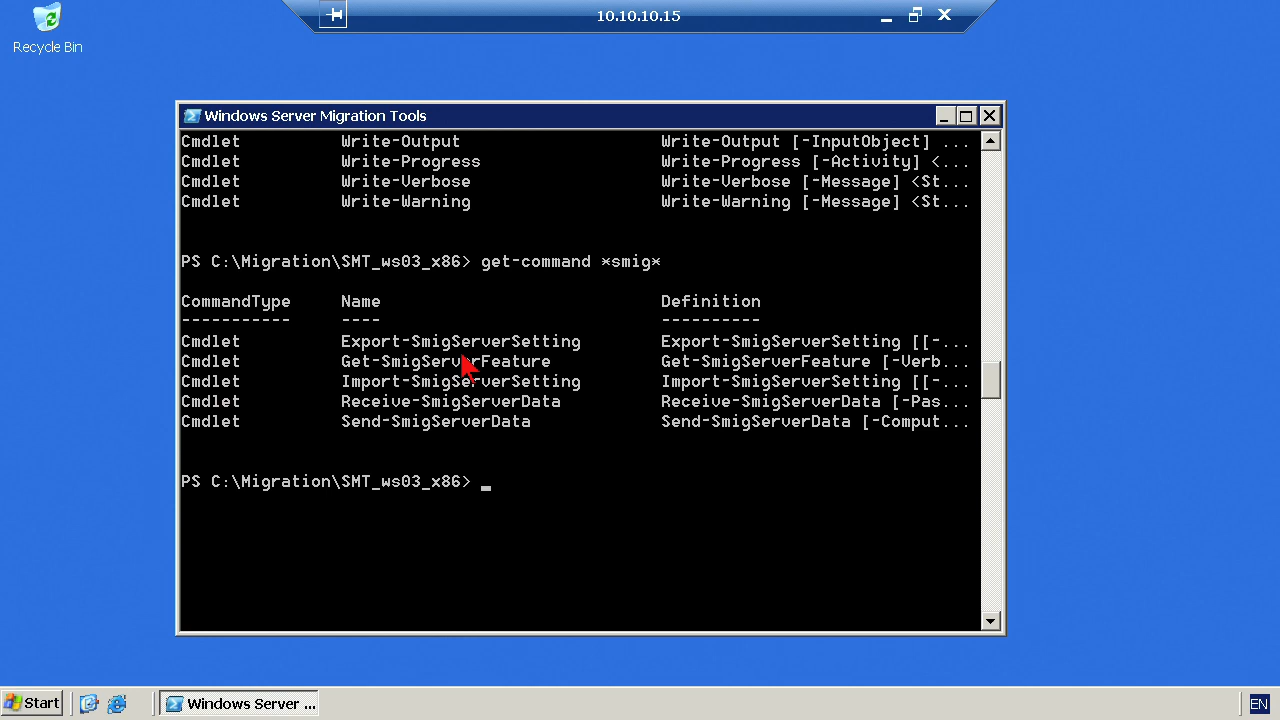 10.10.10.15
Recycle Bin
Windows Server Migration Tools
Cmdlet Write-Output Write-Output [-InputObject] ...
Cmdlet Write-Progress Write-Progress [-Activity] <...
Cmdlet Write-Verbose Write-Verbose [-Message] <St...
Cmdlet Write-Warning Write-Warning [-Message] <St...
PS C:\Migration\SMT_ws03_x86> get-command *smig*
CommandType Name Definition
----------- ---- ----------
Cmdlet Export-SmigServerSetting Export-SmigServerSetting [[-...
Cmdlet Get-SmigServerFeature Get-SmigServerFeature [-Verb...
Cmdlet Import-SmigServerSetting Import-SmigServerSetting [[-...
Cmdlet Receive-SmigServerData Receive-SmigServerData [-Pas...
Cmdlet Send-SmigServerData Send-SmigServerData [-Comput...
PS C:\Migration\SMT_ws03_x86> _
Start Windows Server ... EN